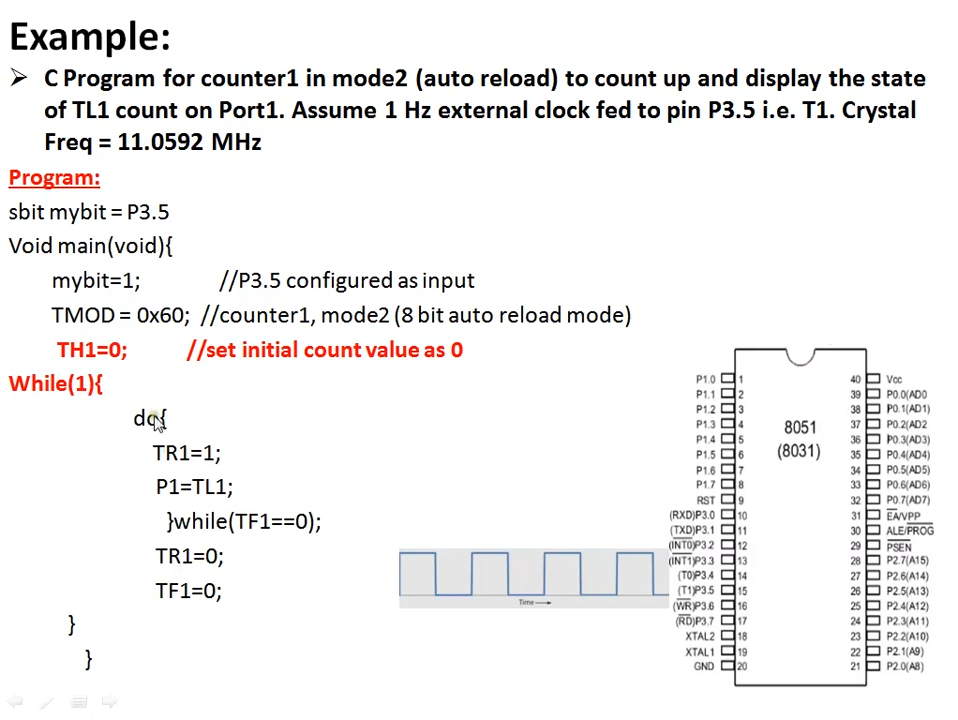 Example:
➢ C Program for counter1 in mode2 (auto reload) to count up and display the state
of TL1 count on Port1. Assume 1 Hz external clock fed to pin P3.5 i.e. T1. Crystal
Freq = 11.0592 MHz
Program:
sbit mybit = P3.5
Void main(void){
mybit=1; //P3.5 configured as input
TMOD = 0x60; //counter1, mode2 (8 bit auto reload mode)
TH1=0; //set initial count value as 0
While(1){
do{
TR1=1;
P1=TL1;
}while(TF1==0);
TR1=0;
TF1=0;
}
}
Time
8051
(8031)
P1.0 1 40 Vcc
P1.1 2 39 P0.0(AD0
P1.2 3 38 P0.1(AD1)
P1.3 4 37 P0.2(AD2
P1.4 5 36 P0.3(AD3)
P1.5 6 35 P0.4(AD4)
P1.6 7 34 P0.5(AD5)
P1.7 8 33 P0.6(AD6)
RST 9 32 P0.7(AD7)
(RXD)P3.0 10 31 EA/VPP
(TXD)P3.1 11 30 ALE/PROG
(INT0)P3.2 12 29 PSEN
(INT1)P3.3 13 28 P2.7(A15)
(T0)P3.4 14 27 P2.6(A14)
(T1)P3.5 15 26 P2.5(A13)
(WR)P3.6 16 25 P2.4(A12)
(RD)P3.7 17 24 P2.3(A11)
XTAL2 18 23 P2.2(A10)
XTAL1 19 22 P2.1(A9)
GND 20 21 P2.0(A8)